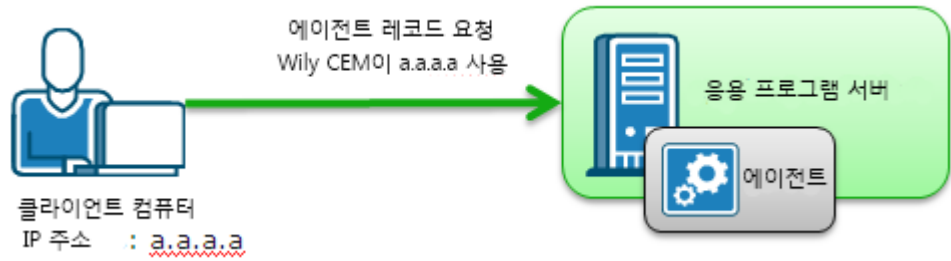 에이전트 레코드 요청
Wily CEM이 a.a.a.a 사용
응용 프로그램 서버
에이전트
클라이언트 컴퓨터
IP 주소 : a.a.a.a